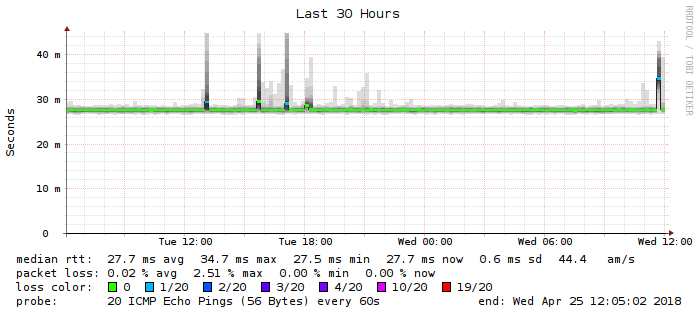 Last 30 Hours
RRDTOOL / TOBI OETIKER
Seconds
40 m
30 m
20 m
10 m
0
Tue 12:00 Tue 18:00 Wed 00:00 Wed 06:00 Wed 12:00
median rtt: 27.7 ms avg 34.7 ms max 27.5 ms min 27.7 ms now 0.6 ms sd 44.4 am/s
packet loss: 0.02 % avg 2.51 % max 0.00 % min 0.00 % now
loss color: 0 1/20 2/20 3/20 4/20 10/20 19/20
probe: 20 ICMP Echo Pings (56 Bytes) every 60s end: Wed Apr 25 12:05:02 2018